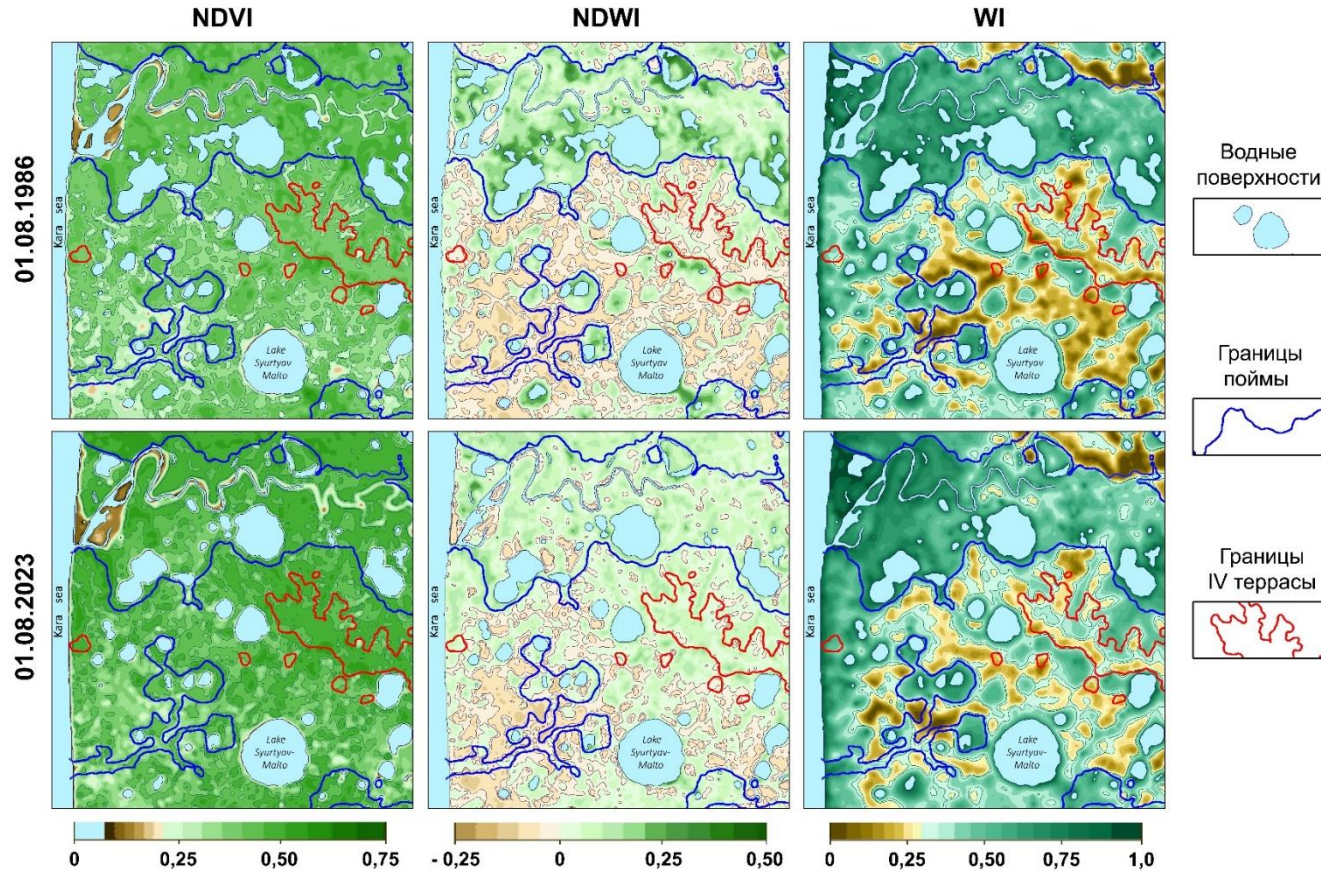 NDVI
NDWI
WI
01.08.1986
Kara sea
Lake
Syurtyav
Malto
Kara sea
Lake
Syurtyav
Malto
Kara sea
Lake
Syurtyav
Malto
Водные
поверхности
Границы
поймы
Границы
IV террасы
01.08.2023
Kara sea
Lake
Syurtyav-
Malto
Kara sea
Lake
Syurtyav-
Malto
Kara sea
Lake
Syurtyav-
Malto
0 0,25 0,50 0,75
- 0,25 0 0,25 0,50
0 0,25 0,50 0,75 1,0